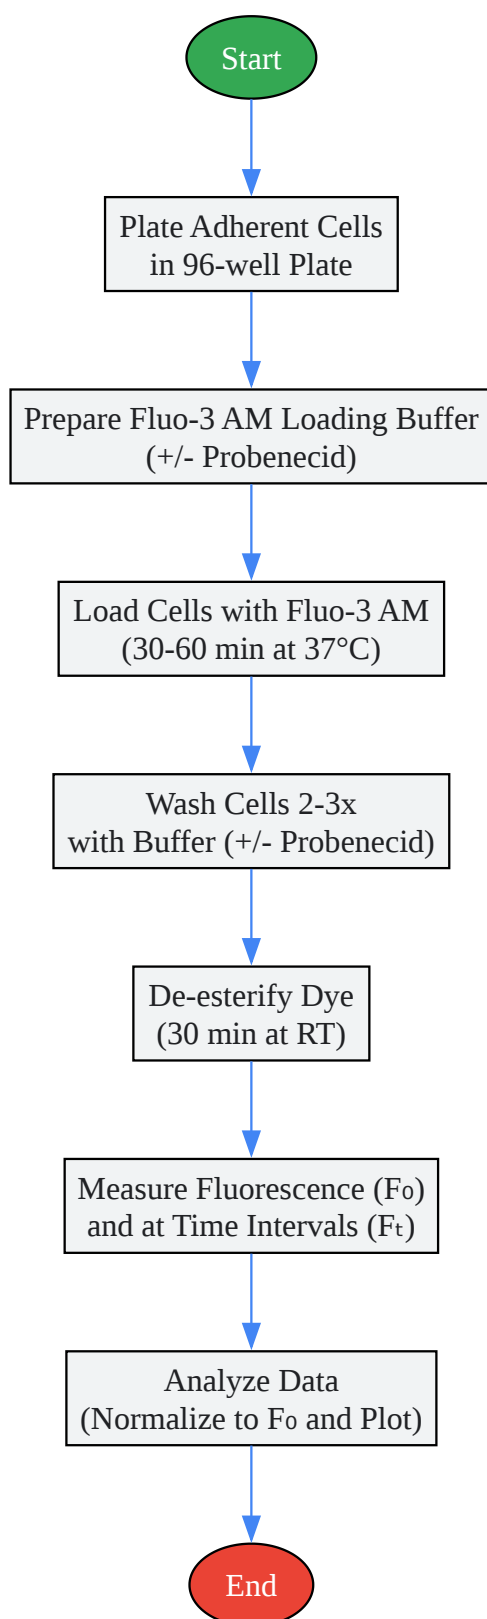 Start
Plate Adherent Cells
in 96-well Plate
Prepare Fluo-3 AM Loading Buffer
(+/- Probenecid)
Load Cells with Fluo-3 AM
(30-60 min at 37°C)
Wash Cells 2-3x
with Buffer (+/- Probenecid)
De-esterify Dye
(30 min at RT)
Measure Fluorescence (F₀)
and at Time Intervals (Fₜ)
Analyze Data
(Normalize to F₀ and Plot)
End